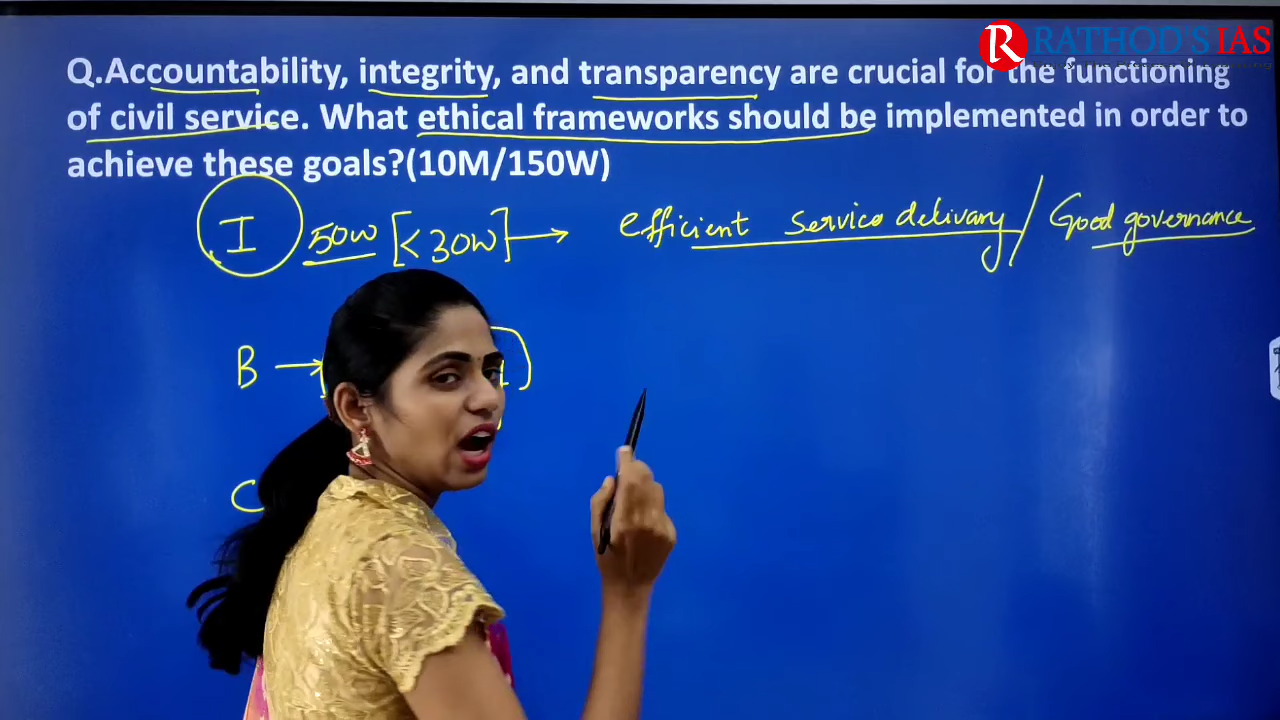 RATHOD'S IAS
Q.Accountability, integrity, and transparency are crucial for the functioning
of civil service. What ethical frameworks should be implemented in order to
achieve these goals?(10M/150W)
I 50W [<30W] → efficient Service delivary / Good governance
B →
C